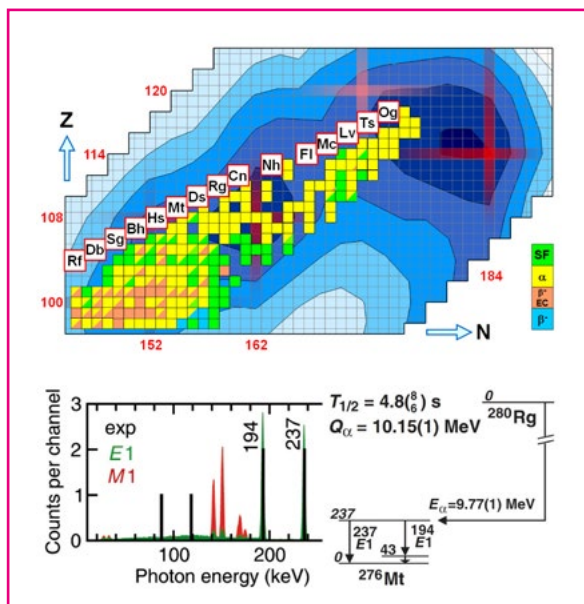 120
Z
114
108
100
Og
Ts
Lv
Mc
Fl
Nh
Cn
Rg
Ds
Mt
Hs
Bh
Sg
Db
Rf
184
152
162
N
SF
α
β⁺
EC
β⁻
Counts per channel
3
2
1
0
exp
E1
M1
194
237
100
200
Photon energy (keV)
T1/2 = 4.8(⁸₆) s
Qα = 10.15(1) MeV
0
²⁸⁰Rg
Eα=9.77(1) MeV
237
237
E1
194
E1
43
0
²⁷⁶Mt